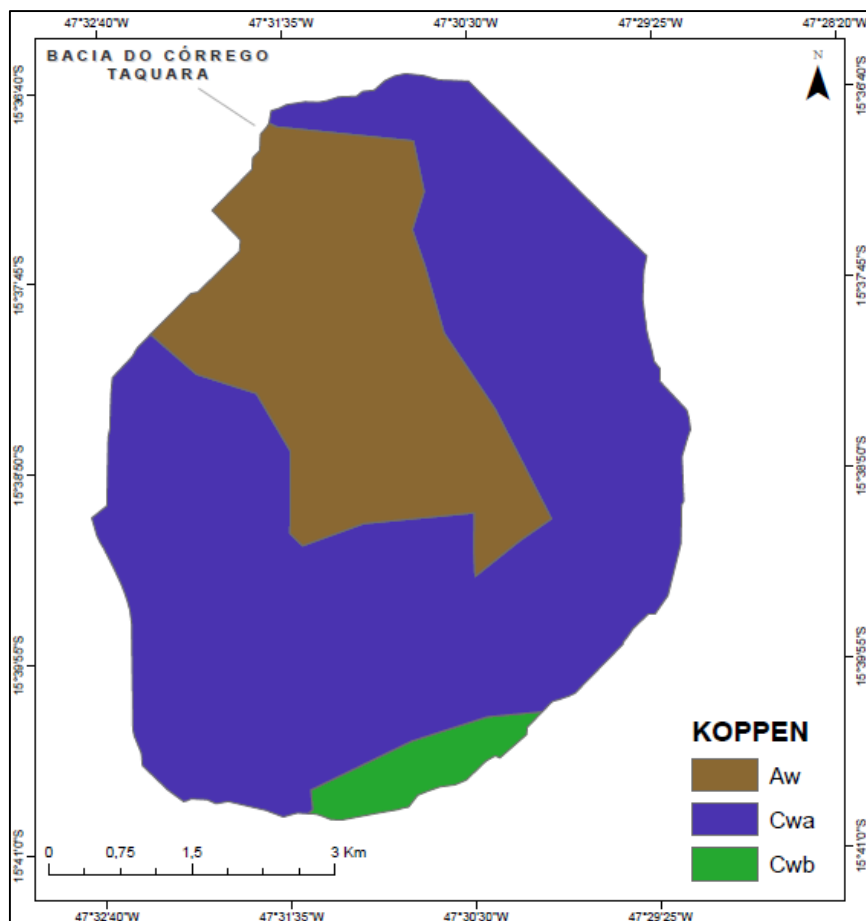 47°32'40"W 47°31'35"W 47°30'30"W 47°29'25"W 47°28'20"W
BACIA DO CÓRREGO
TAQUARA
N
15°36'40"S 15°36'40"S
15°37'45"S 15°37'45"S
15°38'50"S 15°38'50"S
15°39'55"S 15°39'55"S
KOPPEN
Aw
Cwa
Cwb
0 0,75 1,5 3 Km
15°41'0"S 15°41'0"S
47°32'40"W 47°31'35"W 47°30'30"W 47°29'25"W